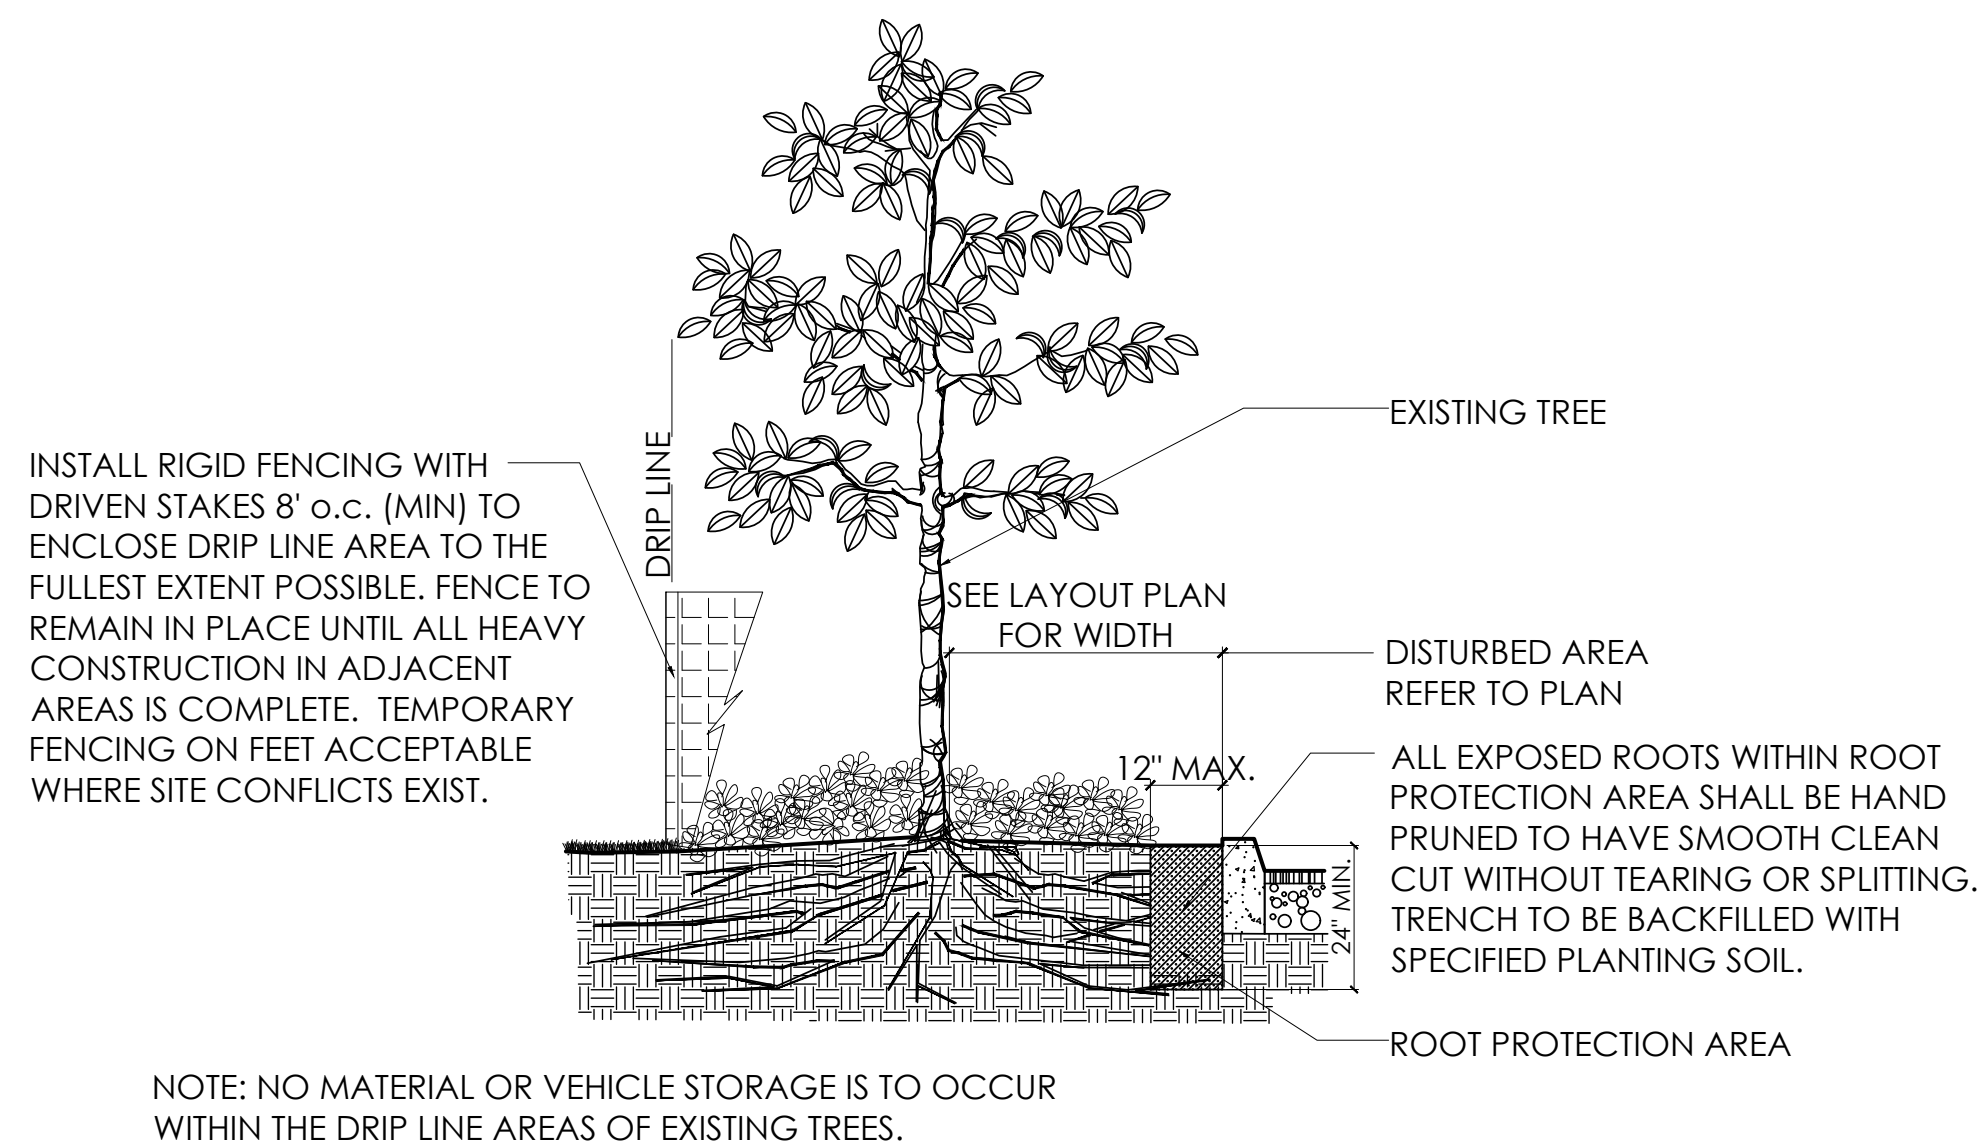 INSTALL RIGID FENCING WITH
DRIVEN STAKES 8' o.c. (MIN) TO
ENCLOSE DRIP LINE AREA TO THE
FULLEST EXTENT POSSIBLE. FENCE TO
REMAIN IN PLACE UNTIL ALL HEAVY
CONSTRUCTION IN ADJACENT
AREAS IS COMPLETE.  TEMPORARY
FENCING ON FEET ACCEPTABLE
WHERE SITE CONFLICTS EXIST.
DRIP LINE
EXISTING TREE
SEE LAYOUT PLAN
FOR WIDTH
DISTURBED AREA
REFER TO PLAN
12" MAX.
ALL EXPOSED ROOTS WITHIN ROOT
PROTECTION AREA SHALL BE HAND
PRUNED TO HAVE SMOOTH CLEAN
CUT WITHOUT TEARING OR SPLITTING.
TRENCH TO BE BACKFILLED WITH
SPECIFIED PLANTING SOIL.
24" MIN.
ROOT PROTECTION AREA
NOTE: NO MATERIAL OR VEHICLE STORAGE IS TO OCCUR
WITHIN THE DRIP LINE AREAS OF EXISTING TREES.